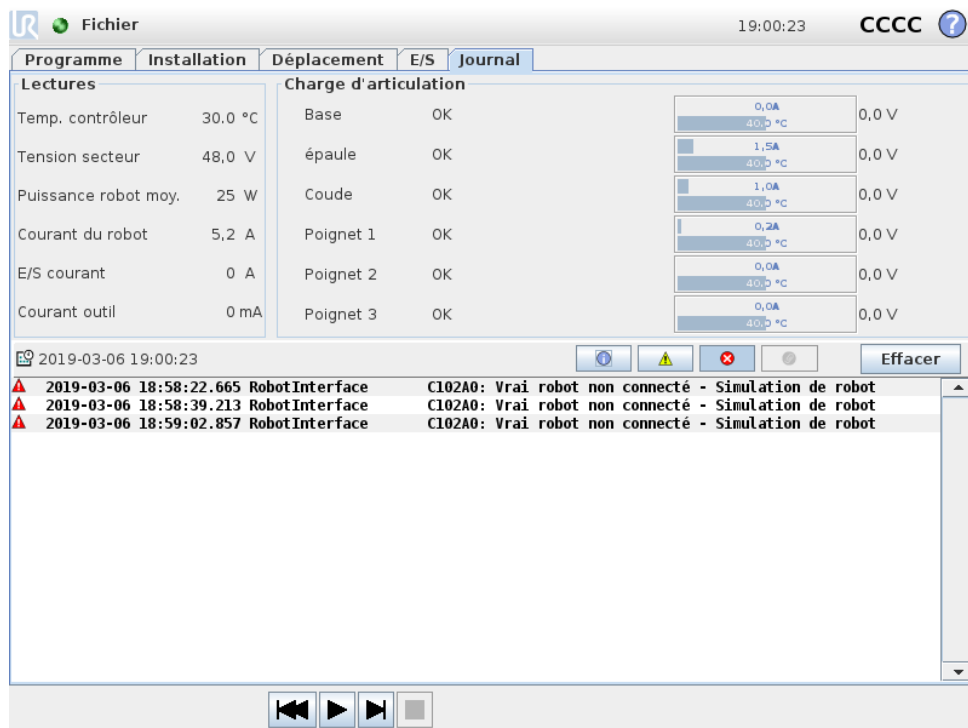 UR Fichier 19:00:23 CCCC ?
Programme Installation Déplacement E/S Journal
Lectures
Temp. contrôleur 30.0 °C
Tension secteur 48,0 V
Puissance robot moy. 25 W
Courant du robot 5,2 A
E/S courant 0 A
Courant outil 0 mA
Charge d'articulation
Base OK 0,0A 40,0 °C 0,0 V
épaule OK 1,5A 40,0 °C 0,0 V
Coude OK 1,0A 40,0 °C 0,0 V
Poignet 1 OK 0,2A 40,0 °C 0,0 V
Poignet 2 OK 0,0A 40,0 °C 0,0 V
Poignet 3 OK 0,0A 40,0 °C 0,0 V
2019-03-06 19:00:23 Effacer
2019-03-06 18:58:22.665 RobotInterface C102A0: Vrai robot non connecté - Simulation de robot
2019-03-06 18:58:39.213 RobotInterface C102A0: Vrai robot non connecté - Simulation de robot
2019-03-06 18:59:02.857 RobotInterface C102A0: Vrai robot non connecté - Simulation de robot